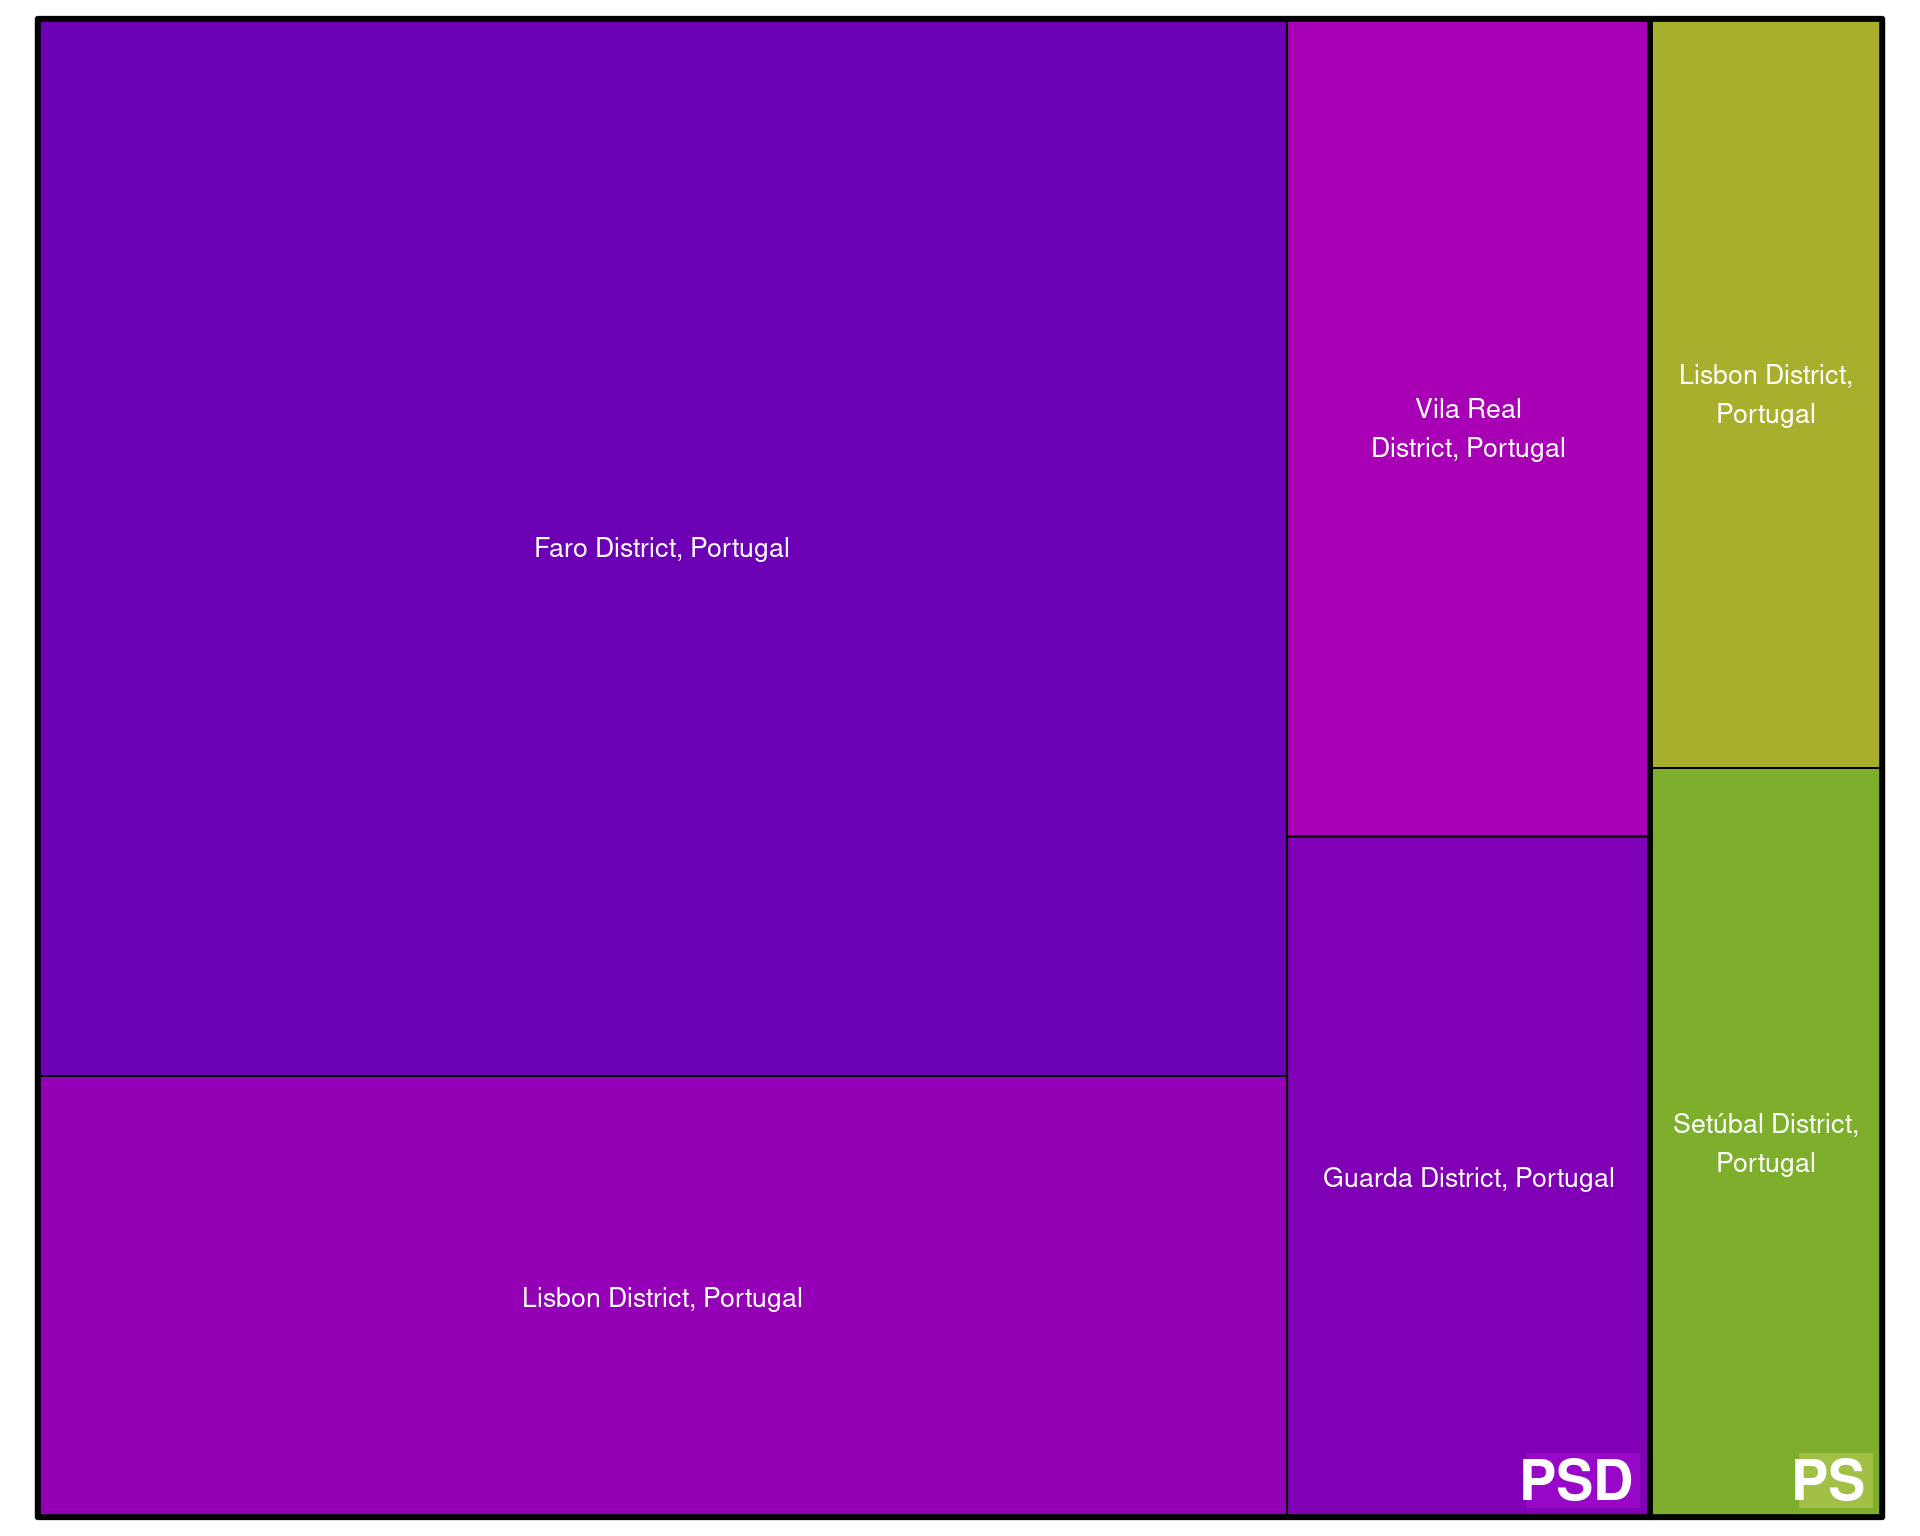 Faro District, Portugal
Lisbon District, Portugal
Vila Real
District, Portugal
Guarda District, Portugal
PSD
Lisbon District,
Portugal
Setúbal District,
Portugal
PS